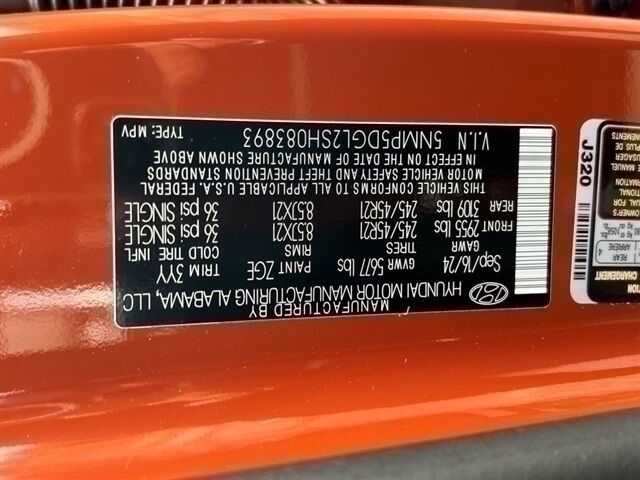 MANUFACTURED BY
HYUNDAI MOTOR MANUFACTURING ALABAMA, LLC
Sep/16/24 GVWR 5677 lbs PAINT ZGE TRIM 3YY
GAWR TIRES RIMS COLD TIRE INFL
FRONT 2955 lbs 245/45R21 8.5JX21 36 psi SINGLE
REAR 3109 lbs 245/45R21 8.5JX21 36 psi SINGLE
THIS VEHICLE CONFORMS TO ALL APPLICABLE U.S.A. FEDERAL
MOTOR VEHICLE SAFETY AND THEFT PREVENTION STANDARDS
IN EFFECT ON THE DATE OF MANUFACTURE SHOWN ABOVE
V.I.N 5NMP5DGL2SH083893 TYPE: MPV
CHARGEMENT
REAR
ARRIÈRE
J320